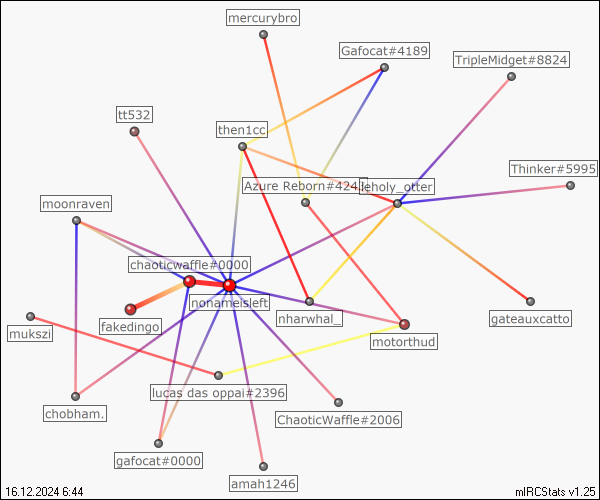 mercurybro
Gafocat#4189
TripleMidget#8824
tt532
then1cc
Thinker#5995
Azure Reborn#424
leholy_otter
moonraven
chaoticwaffle#0000
nonameisleft
nharwhal_
gateauxcatto
fakedingo
mukszi
motorthud
lucas das oppai#2396
chobham.
ChaoticWaffle#2006
gafocat#0000
amah1246
16.12.2024 6:44
mIRCStats v1.25